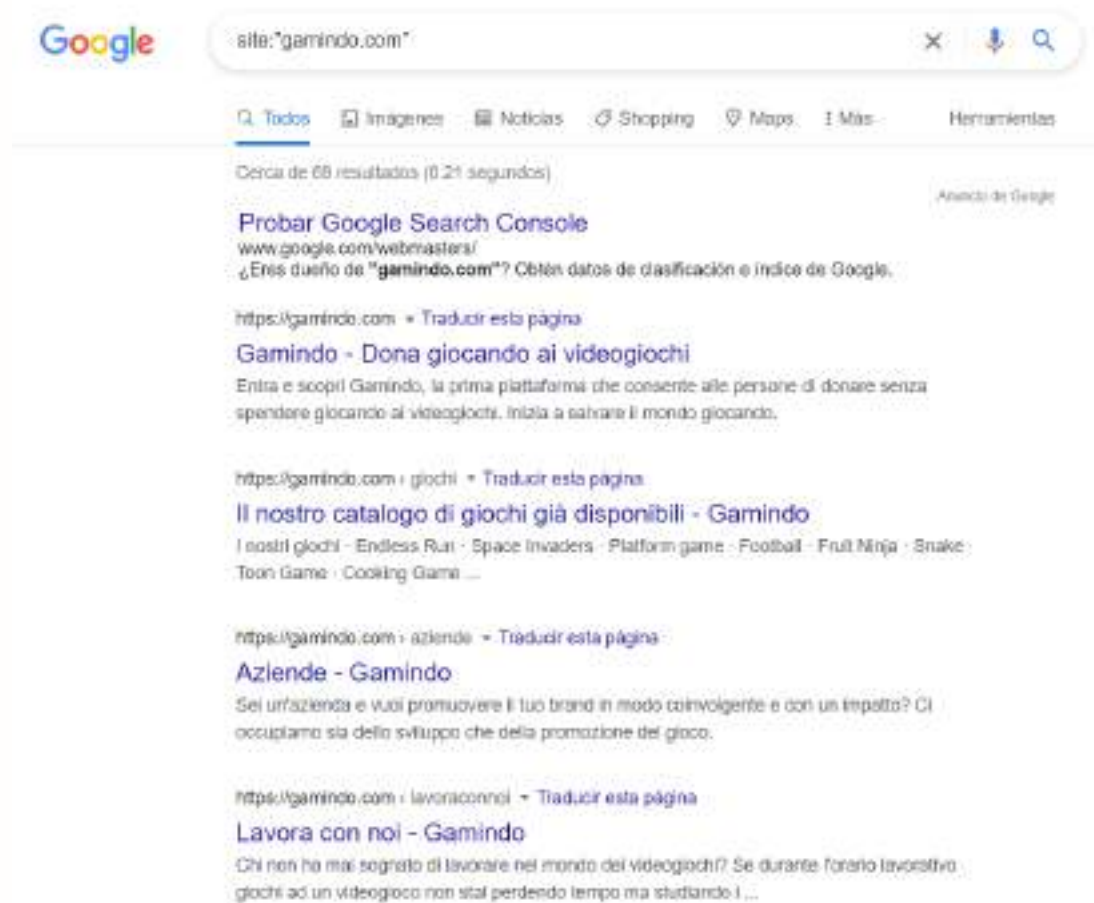 Google
site:"gamindo.com"
Todos Imágenes Noticias Shopping Maps Más Herramientas
Cerca de 68 resultados (0.21 segundos)
Anuncio de Google
Probar Google Search Console
www.google.com/webmasters/
¿Eres dueño de "gamindo.com"? Obtén datos de clasificación e índice de Google.
https://gamindo.com Traducir esta página
Gamindo - Dona giocando ai videogiochi
Entra e scopri Gamindo, la prima piattaforma che consente alle persone di donare senza
spendere giocando ai videogiochi. Inizia a salvare il mondo giocando.
https://gamindo.com › giochi Traducir esta página
Il nostro catalogo di giochi già disponibili - Gamindo
I nostri giochi · Endless Run · Space Invaders · Platform game · Football · Fruit Ninja · Snake ·
Toon Game · Cooking Game ...
https://gamindo.com › aziende Traducir esta página
Aziende - Gamindo
Sei un'azienda e vuoi promuovere il tuo brand in modo coinvolgente e con un impatto? Ci
occupiamo sia dello sviluppo che della promozione del gioco.
https://gamindo.com › lavoraconnoi Traducir esta página
Lavora con noi - Gamindo
Chi non ha mai sognato di lavorare nel mondo dei videogiochi? Se durante l'orario lavorativo
giochi ad un videogioco non stai perdendo tempo ma studiando i ...